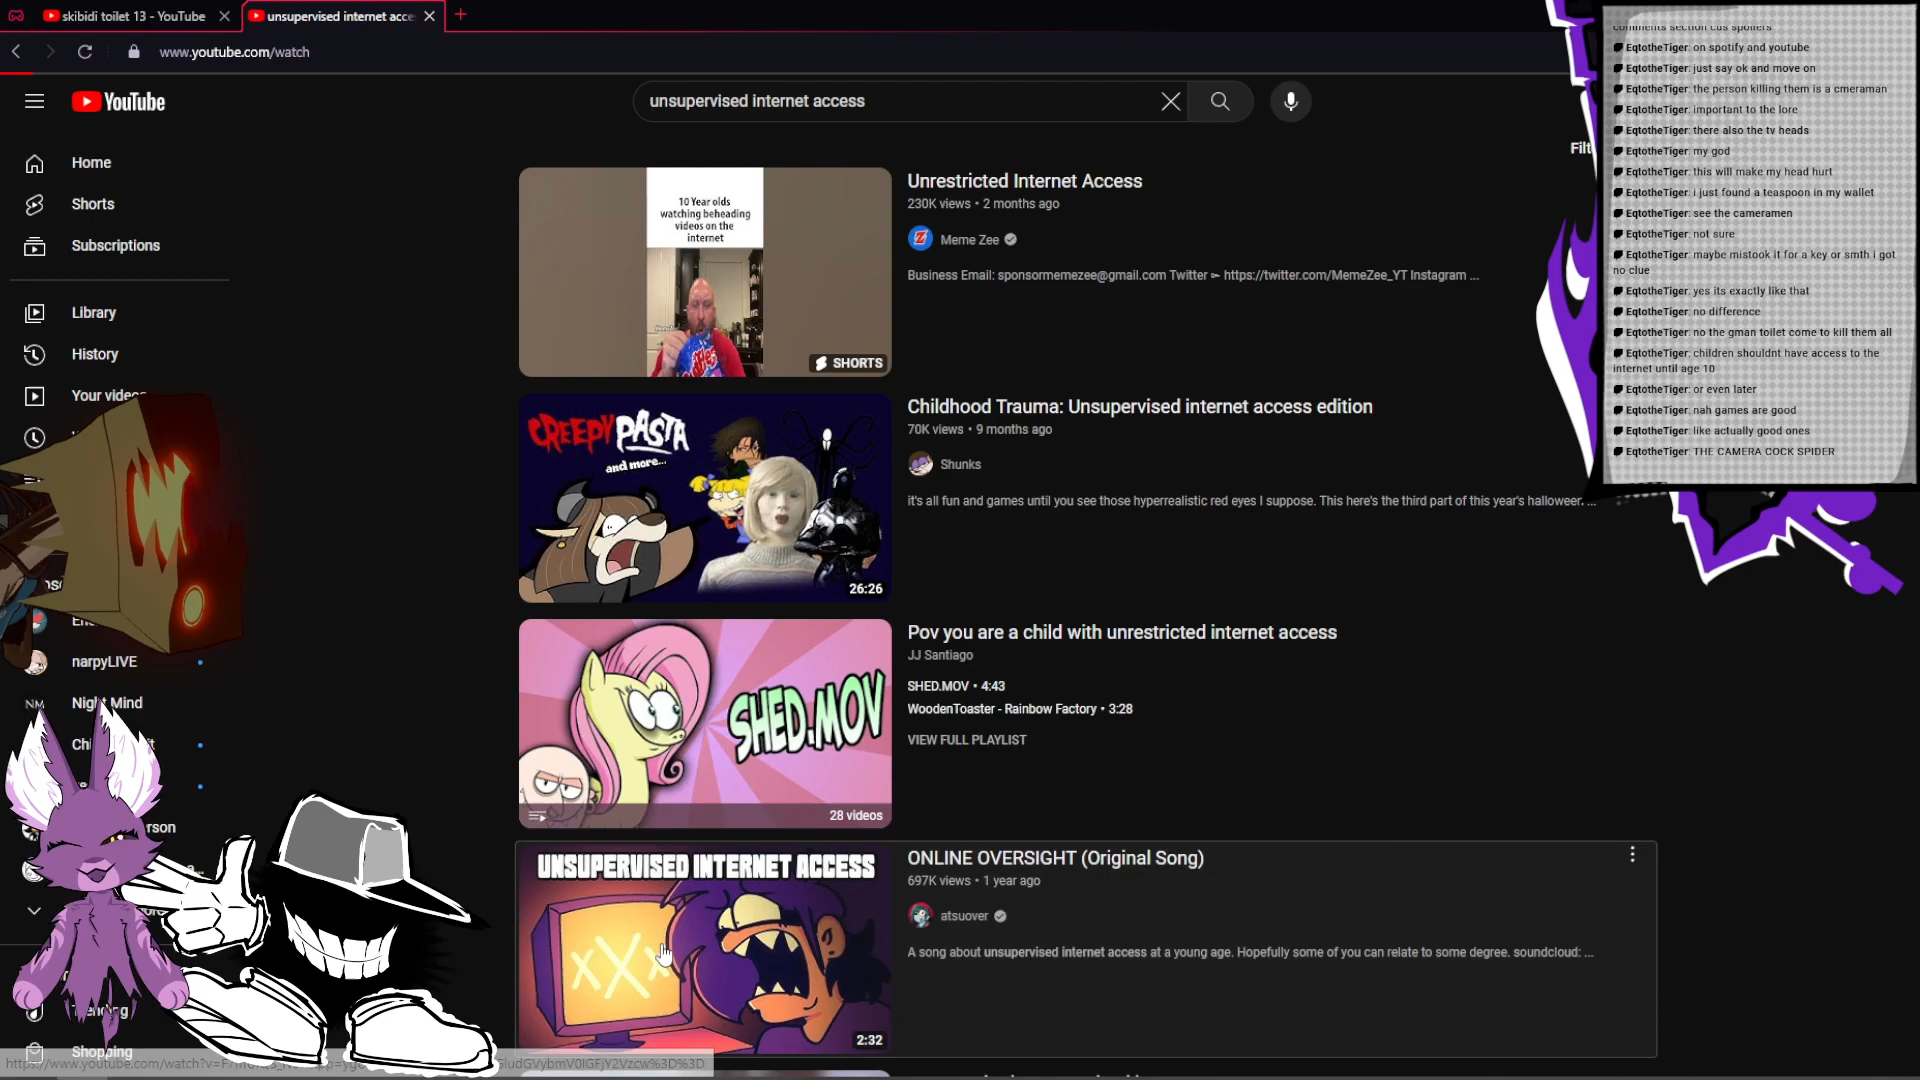 skibidi toilet 13 - YouTube
unsupervised internet acce
www.youtube.com/watch
YouTube
unsupervised internet access
Filt
Home
Shorts
Subscriptions
Library
History
Your videos
narpyLIVE
NM
Night Mind
Trending
Shopping
10 Year olds
watching beheading
videos on the
internet
SHORTS
Unrestricted Internet Access
230K views • 2 months ago
Meme Zee
Business Email: sponsormemezee@gmail.com Twitter ► https://twitter.com/MemeZee_YT Instagram ...
CREEPYPASTA
and more...
26:26
Childhood Trauma: Unsupervised internet access edition
70K views • 9 months ago
Shunks
it's all fun and games until you see those hyperrealistic red eyes I suppose. This here's the third part of this year's halloween ...
SHED.MOV
28 videos
Pov you are a child with unrestricted internet access
JJ Santiago
SHED.MOV • 4:43
WoodenToaster - Rainbow Factory • 3:28
VIEW FULL PLAYLIST
UNSUPERVISED INTERNET ACCESS
XXX
2:32
ONLINE OVERSIGHT (Original Song)
697K views • 1 year ago
atsuover
A song about unsupervised internet access at a young age. Hopefully some of you can relate to some degree. soundcloud: ...
comments section cus spoilers
EqtotheTiger: on spotify and youtube
EqtotheTiger: just say ok and move on
EqtotheTiger: the person killing them is a cmeraman
EqtotheTiger: important to the lore
EqtotheTiger: there also the tv heads
EqtotheTiger: my god
EqtotheTiger: this will make my head hurt
EqtotheTiger: i just found a teaspoon in my wallet
EqtotheTiger: see the cameramen
EqtotheTiger: not sure
EqtotheTiger: maybe mistook it for a key or smth i got
no clue
EqtotheTiger: yes its exactly like that
EqtotheTiger: no difference
EqtotheTiger: no the gman toilet come to kill them all
EqtotheTiger: children shouldnt have access to the
internet until age 10
EqtotheTiger: or even later
EqtotheTiger: nah games are good
EqtotheTiger: like actually good ones
EqtotheTiger: THE CAMERA COCK SPIDER